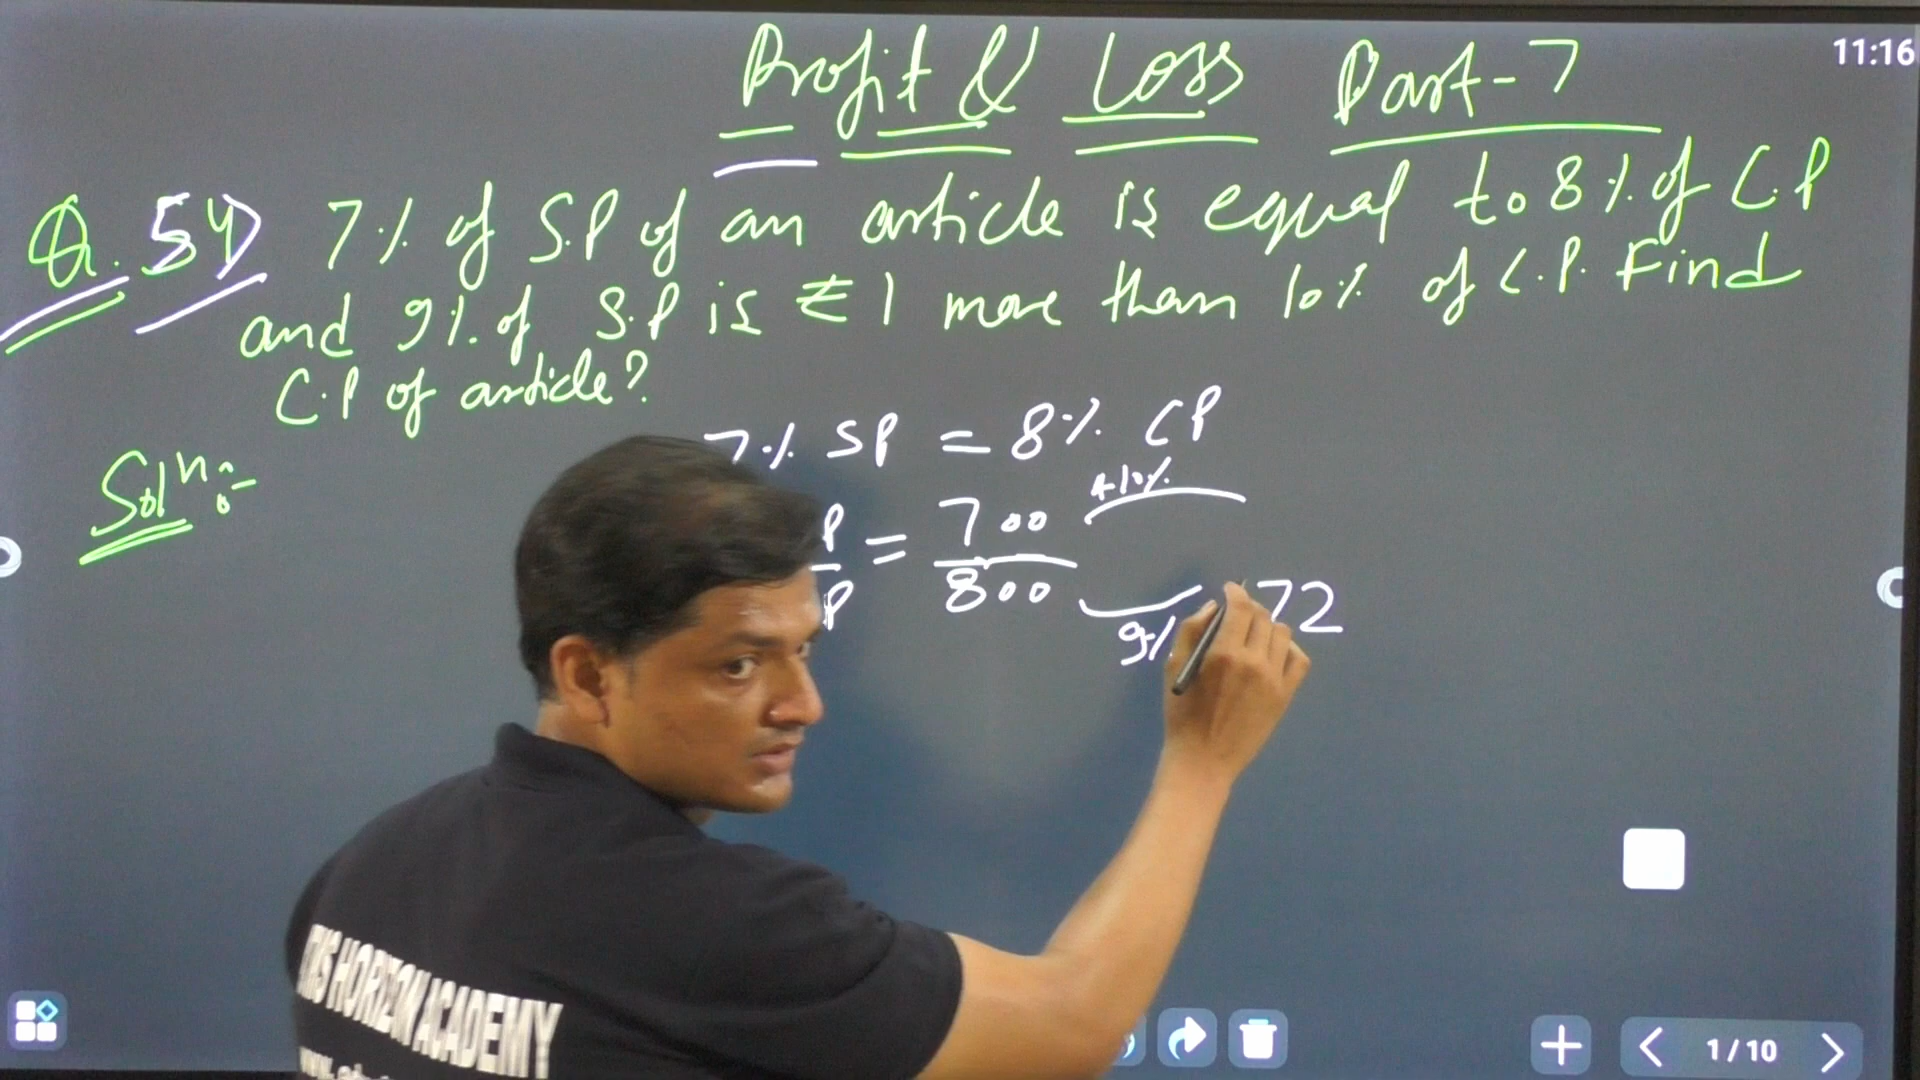 Profit & Loss Part-7
11:16
Q. 54) 7% of S.P of an article is equal to 8% of C.P
and 9% of S.P is ₹ 1 more than 10% of C.P. Find
C.P of article?
Soln:-
7% SP = 8% CP
P/P = 700/800
+10%
9%
72
HORIZON ACADEMY
www.
1/10